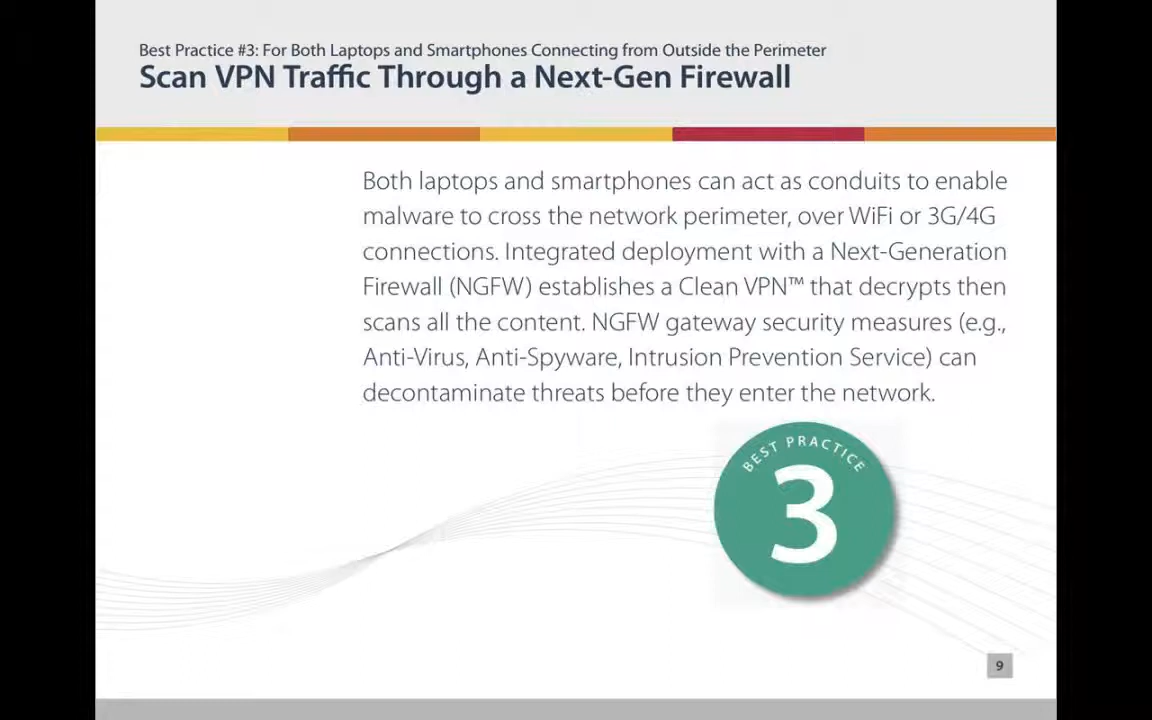 Best Practice #3: For Both Laptops and Smartphones Connecting from Outside the Perimeter
Scan VPN Traffic Through a Next-Gen Firewall
Both laptops and smartphones can act as conduits to enable
malware to cross the network perimeter, over WiFi or 3G/4G
connections. Integrated deployment with a Next-Generation
Firewall (NGFW) establishes a Clean VPN™ that decrypts then
scans all the content. NGFW gateway security measures (e.g.,
Anti-Virus, Anti-Spyware, Intrusion Prevention Service) can
decontaminate threats before they enter the network.
BEST PRACTICE
3
9